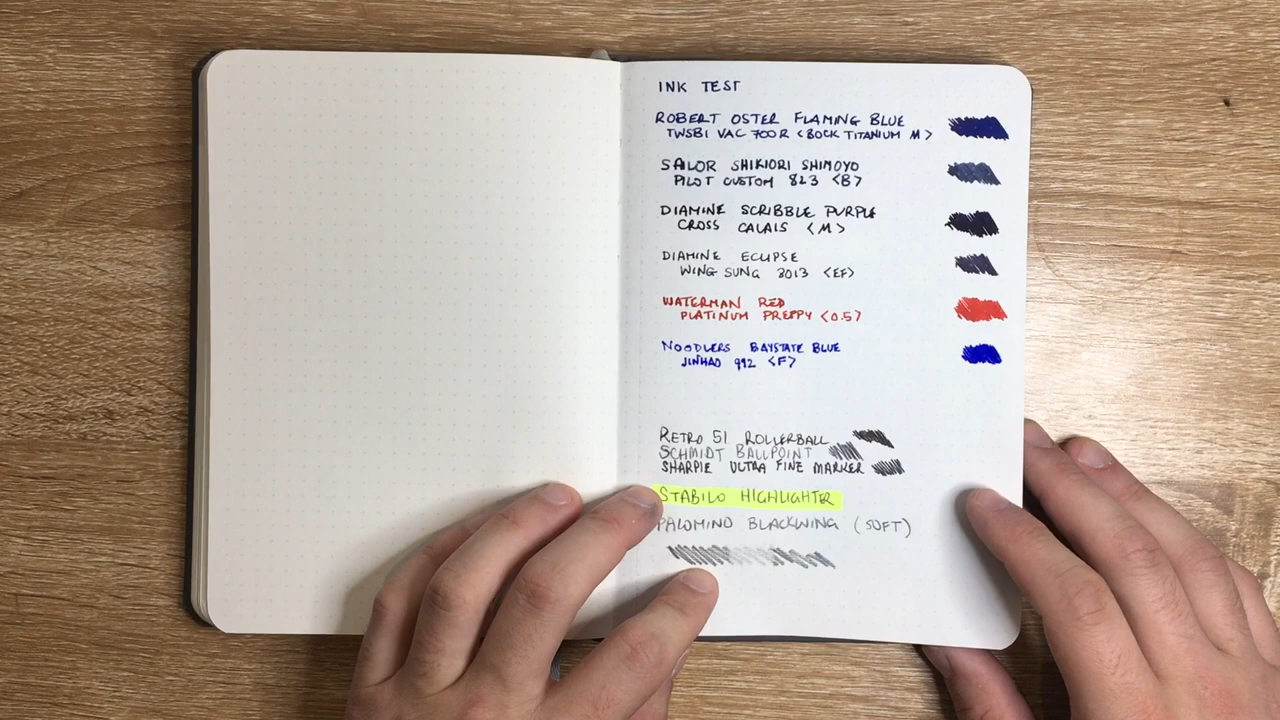 INK TEST
ROBERT OSTER FLAMING BLUE
TWSBI VAC 700R <BOCK TITANIUM M>
SAILOR SHIKIORI SHIMOYO
PILOT CUSTOM 823 <B>
DIAMINE SCRIBBLE PURPLE
CROSS CALAIS <M>
DIAMINE ECLIPSE
WING SUNG 3013 <EF>
WATERMAN RED
PLATINUM PREPPY <0.5>
NOODLERS BAYSTATE BLUE
JINHAO 992 <F>
RETRO 51 ROLLERBALL
SCHMIDT BALLPOINT
SHARPIE ULTRA FINE MARKER
STABILO HIGHLIGHTER
PALOMINO BLACKWING (SOFT)